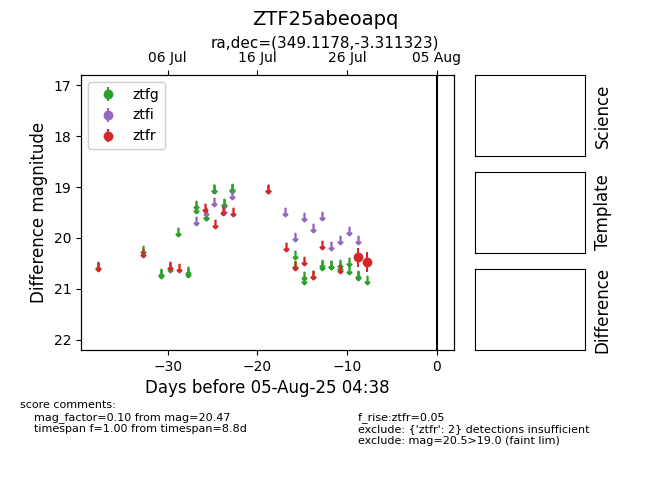 ZTF25abeoapq
ra,dec=(349.1178,-3.311323)
06 Jul 16 Jul 26 Jul 05 Aug
17
18
19
20
21
22
Difference magnitude
ztfg
ztfi
ztfr
−30 −20 −10 0
Days before 05-Aug-25 04:38
Science
Template
Difference
score comments:
mag_factor=0.10 from mag=20.47
timespan f=1.00 from timespan=8.8d
f_rise:ztfr=0.05
exclude: {'ztfr': 2} detections insufficient
exclude: mag=20.5>19.0 (faint lim)